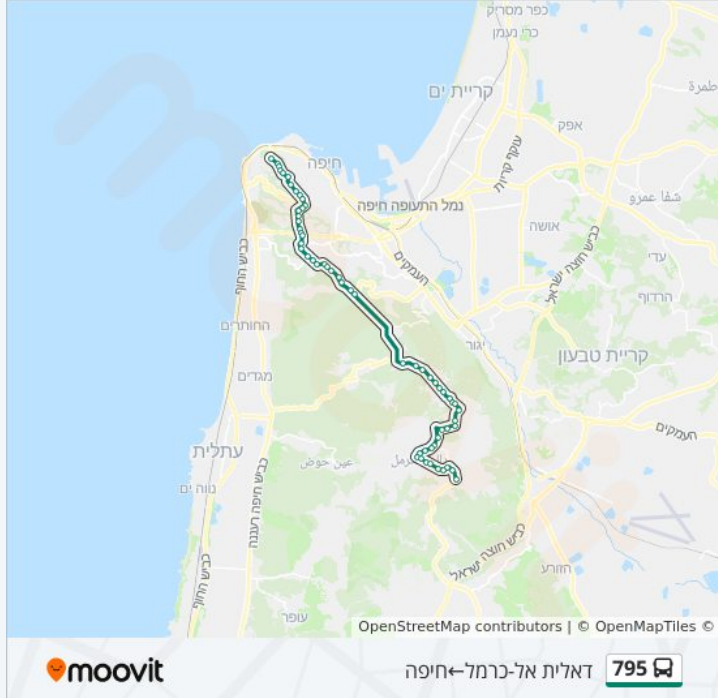 כפר מסריק
כרי נעמן
קריית ים
טמרה
אפק
עוקף קריות
חיפה
שפא עמרו
נמל התעופה חיפה
אושה
כביש חוצה ישראל
העמקים
עדי
כביש החוף
הרדוף
החותרים
יגור
קריית טבעון
מגדים
העמקים
עתלית
עין חוד
נווה ים
כביש חיפה רעננה
כביש חוצה ישראל
הזורע
כביש החוף
עופר
OpenStreetMap contributors | © OpenMapTiles ©
moovit
דאלית אל-כרמל←חיפה
795